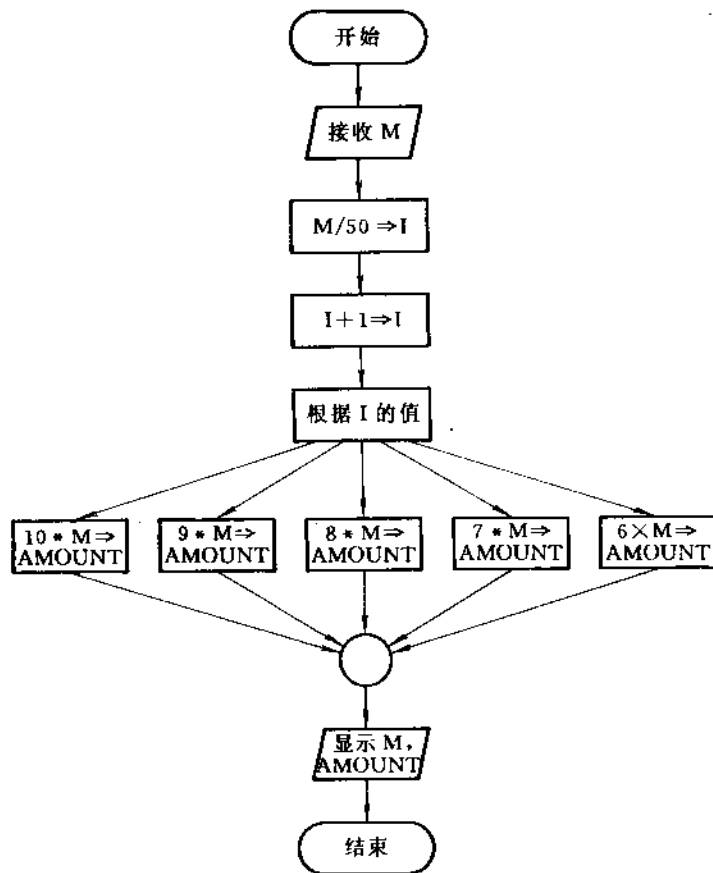 开始
接收 M
M/50⇒I
I+1⇒I
根据 I 的值
10 * M⇒
AMOUNT
9 * M⇒
AMOUNT
8 * M⇒
AMOUNT
7 * M⇒
AMOUNT
6×M⇒
AMOUNT
显示 M,
AMOUNT
结束